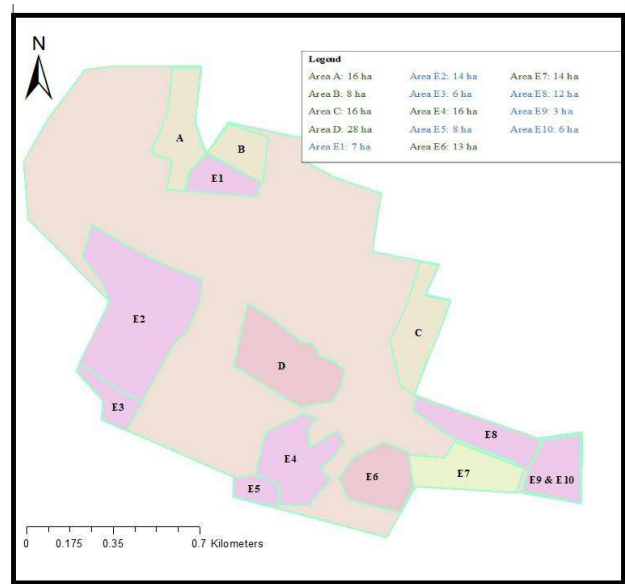 N
Legend
Area A: 16 ha Area E2: 14 ha Area E7: 14 ha
Area B: 8 ha Area E3: 6 ha Area E8: 12 ha
Area C: 16 ha Area E4: 16 ha Area E9: 3 ha
Area D: 28 ha Area E5: 8 ha Area E10: 6 ha
Area E1: 7 ha Area E6: 13 ha
A
B
E1
E2
C
D
E3
E8
E4
E7
E6
E9 & E10
E5
0 0.175 0.35 0.7 Kilometers